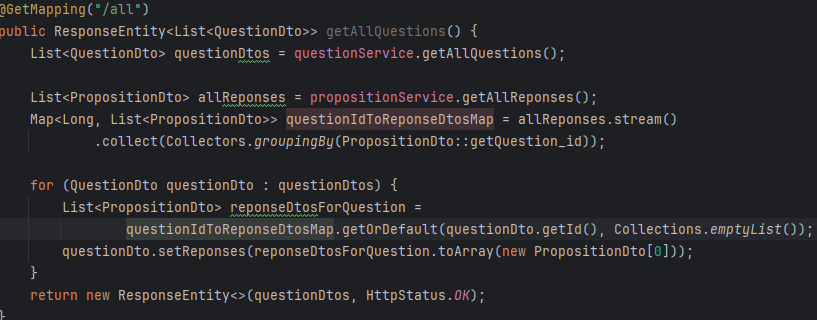 @GetMapping("/all")
public ResponseEntity<List<QuestionDto>> getAllQuestions() {
    List<QuestionDto> questionDtos = questionService.getAllQuestions();

    List<PropositionDto> allReponses = propositionService.getAllReponses();
    Map<Long, List<PropositionDto>> questionIdToReponseDtosMap = allReponses.stream()
            .collect(Collectors.groupingBy(PropositionDto::getQuestion_id));

    for (QuestionDto questionDto : questionDtos) {
        List<PropositionDto> reponseDtosForQuestion =
                questionIdToReponseDtosMap.getOrDefault(questionDto.getId(), Collections.emptyList());
        questionDto.setReponses(reponseDtosForQuestion.toArray(new PropositionDto[0]));
    }
    return new ResponseEntity<>(questionDtos, HttpStatus.OK);
}